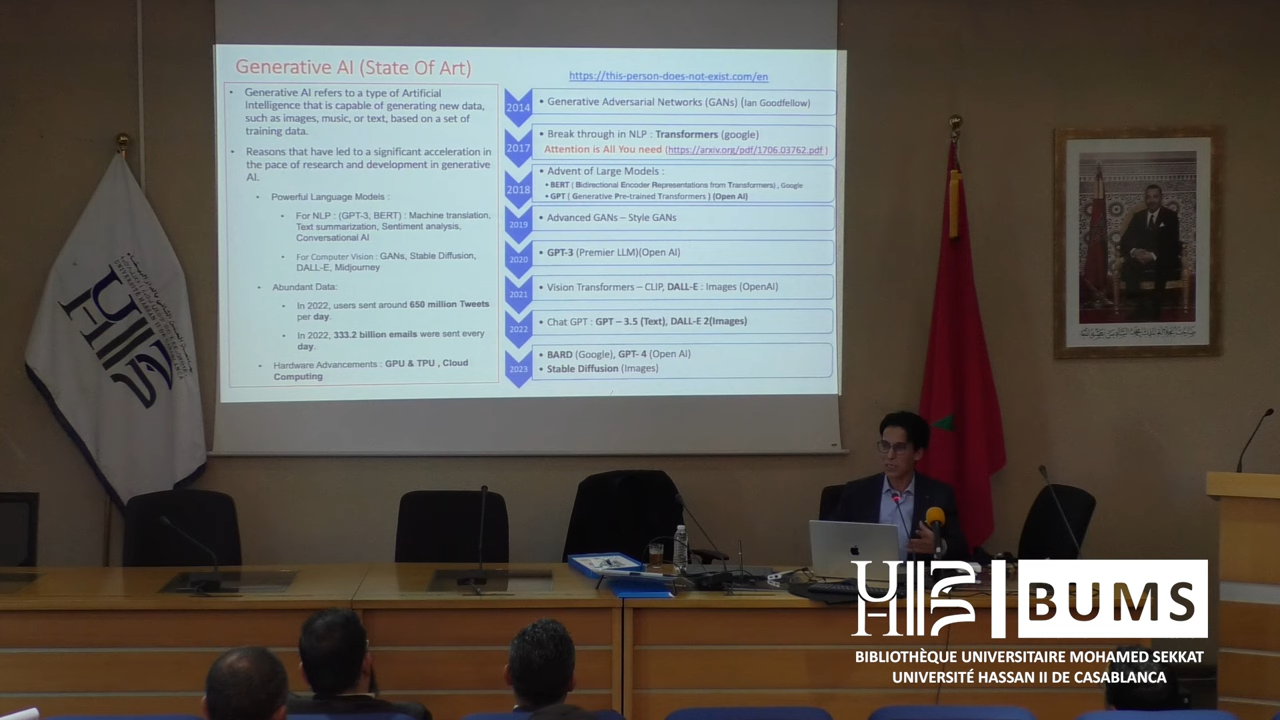 Generative AI (State Of Art)
• Generative AI refers to a type of Artificial
Intelligence that is capable of generating new data,
such as images, music, or text, based on a set of
training data.
• Reasons that have led to a significant acceleration in
the pace of research and development in generative
AI.
• Powerful Language Models :
• For NLP : (GPT-3, BERT) : Machine translation,
Text summarization, Sentiment analysis,
Conversational AI
• For Computer Vision : GANs, Stable Diffusion,
DALL-E, Midjourney
• Abundant Data:
• In 2022, users sent around 650 million Tweets
per day.
• In 2022, 333.2 billion emails were sent every
day.
• Hardware Advancements : GPU & TPU , Cloud
Computing
https://this-person-does-not-exist.com/en
2014
• Generative Adversarial Networks (GANs) (Ian Goodfellow)
2017
• Break through in NLP : Transformers (google)
Attention is All You need (https://arxiv.org/pdf/1706.03762.pdf )
2018
• Advent of Large Models :
• BERT ( Bidirectional Encoder Representations from Transformers) , Google
• GPT ( Generative Pre-trained Transformers ) (Open AI)
2019
• Advanced GANs – Style GANs
2020
• GPT-3 (Premier LLM)(Open AI)
2021
• Vision Transformers – CLIP, DALL-E : Images (OpenAI)
2022
• Chat GPT : GPT – 3.5 (Text), DALL-E 2(Images)
2023
• BARD (Google), GPT- 4 (Open AI)
• Stable Diffusion (Images)
BUMS
BIBLIOTHÈQUE UNIVERSITAIRE MOHAMED SEKKAT
UNIVERSITÉ HASSAN II DE CASABLANCA